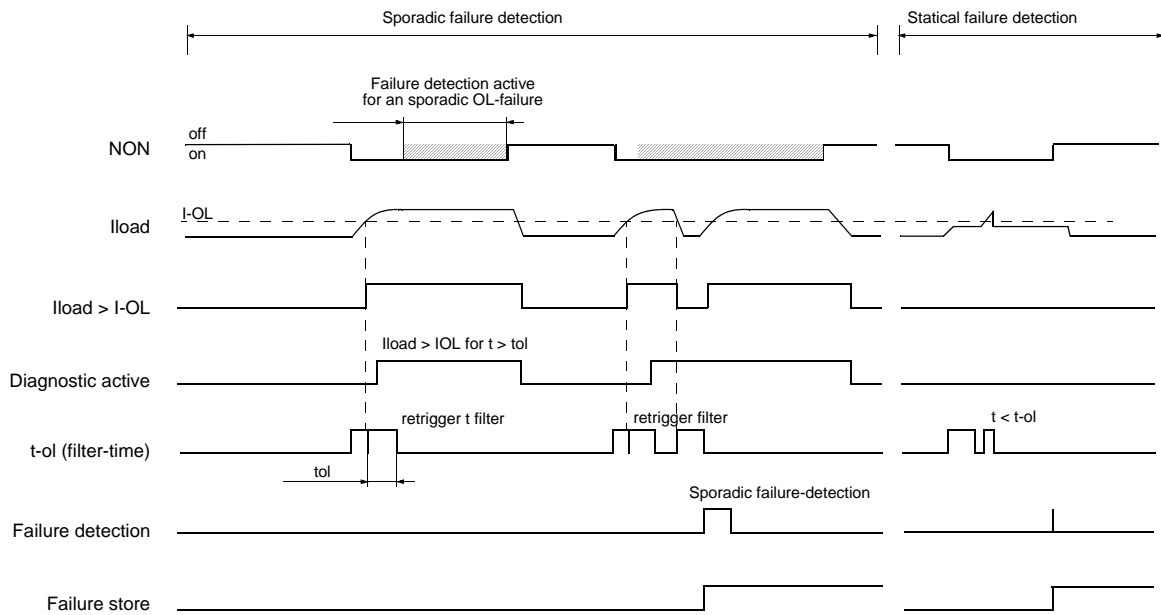 Sporadic failure detection
Statical failure detection
Failure detection active
for an sporadic OL-failure
NON
off
on
I-OL
Iload
Iload > I-OL
Iload > IOL for t > tol
Diagnostic active
retrigger t filter
retrigger filter
t < t-ol
t-ol (filter-time)
tol
Sporadic failure-detection
Failure detection
Failure store